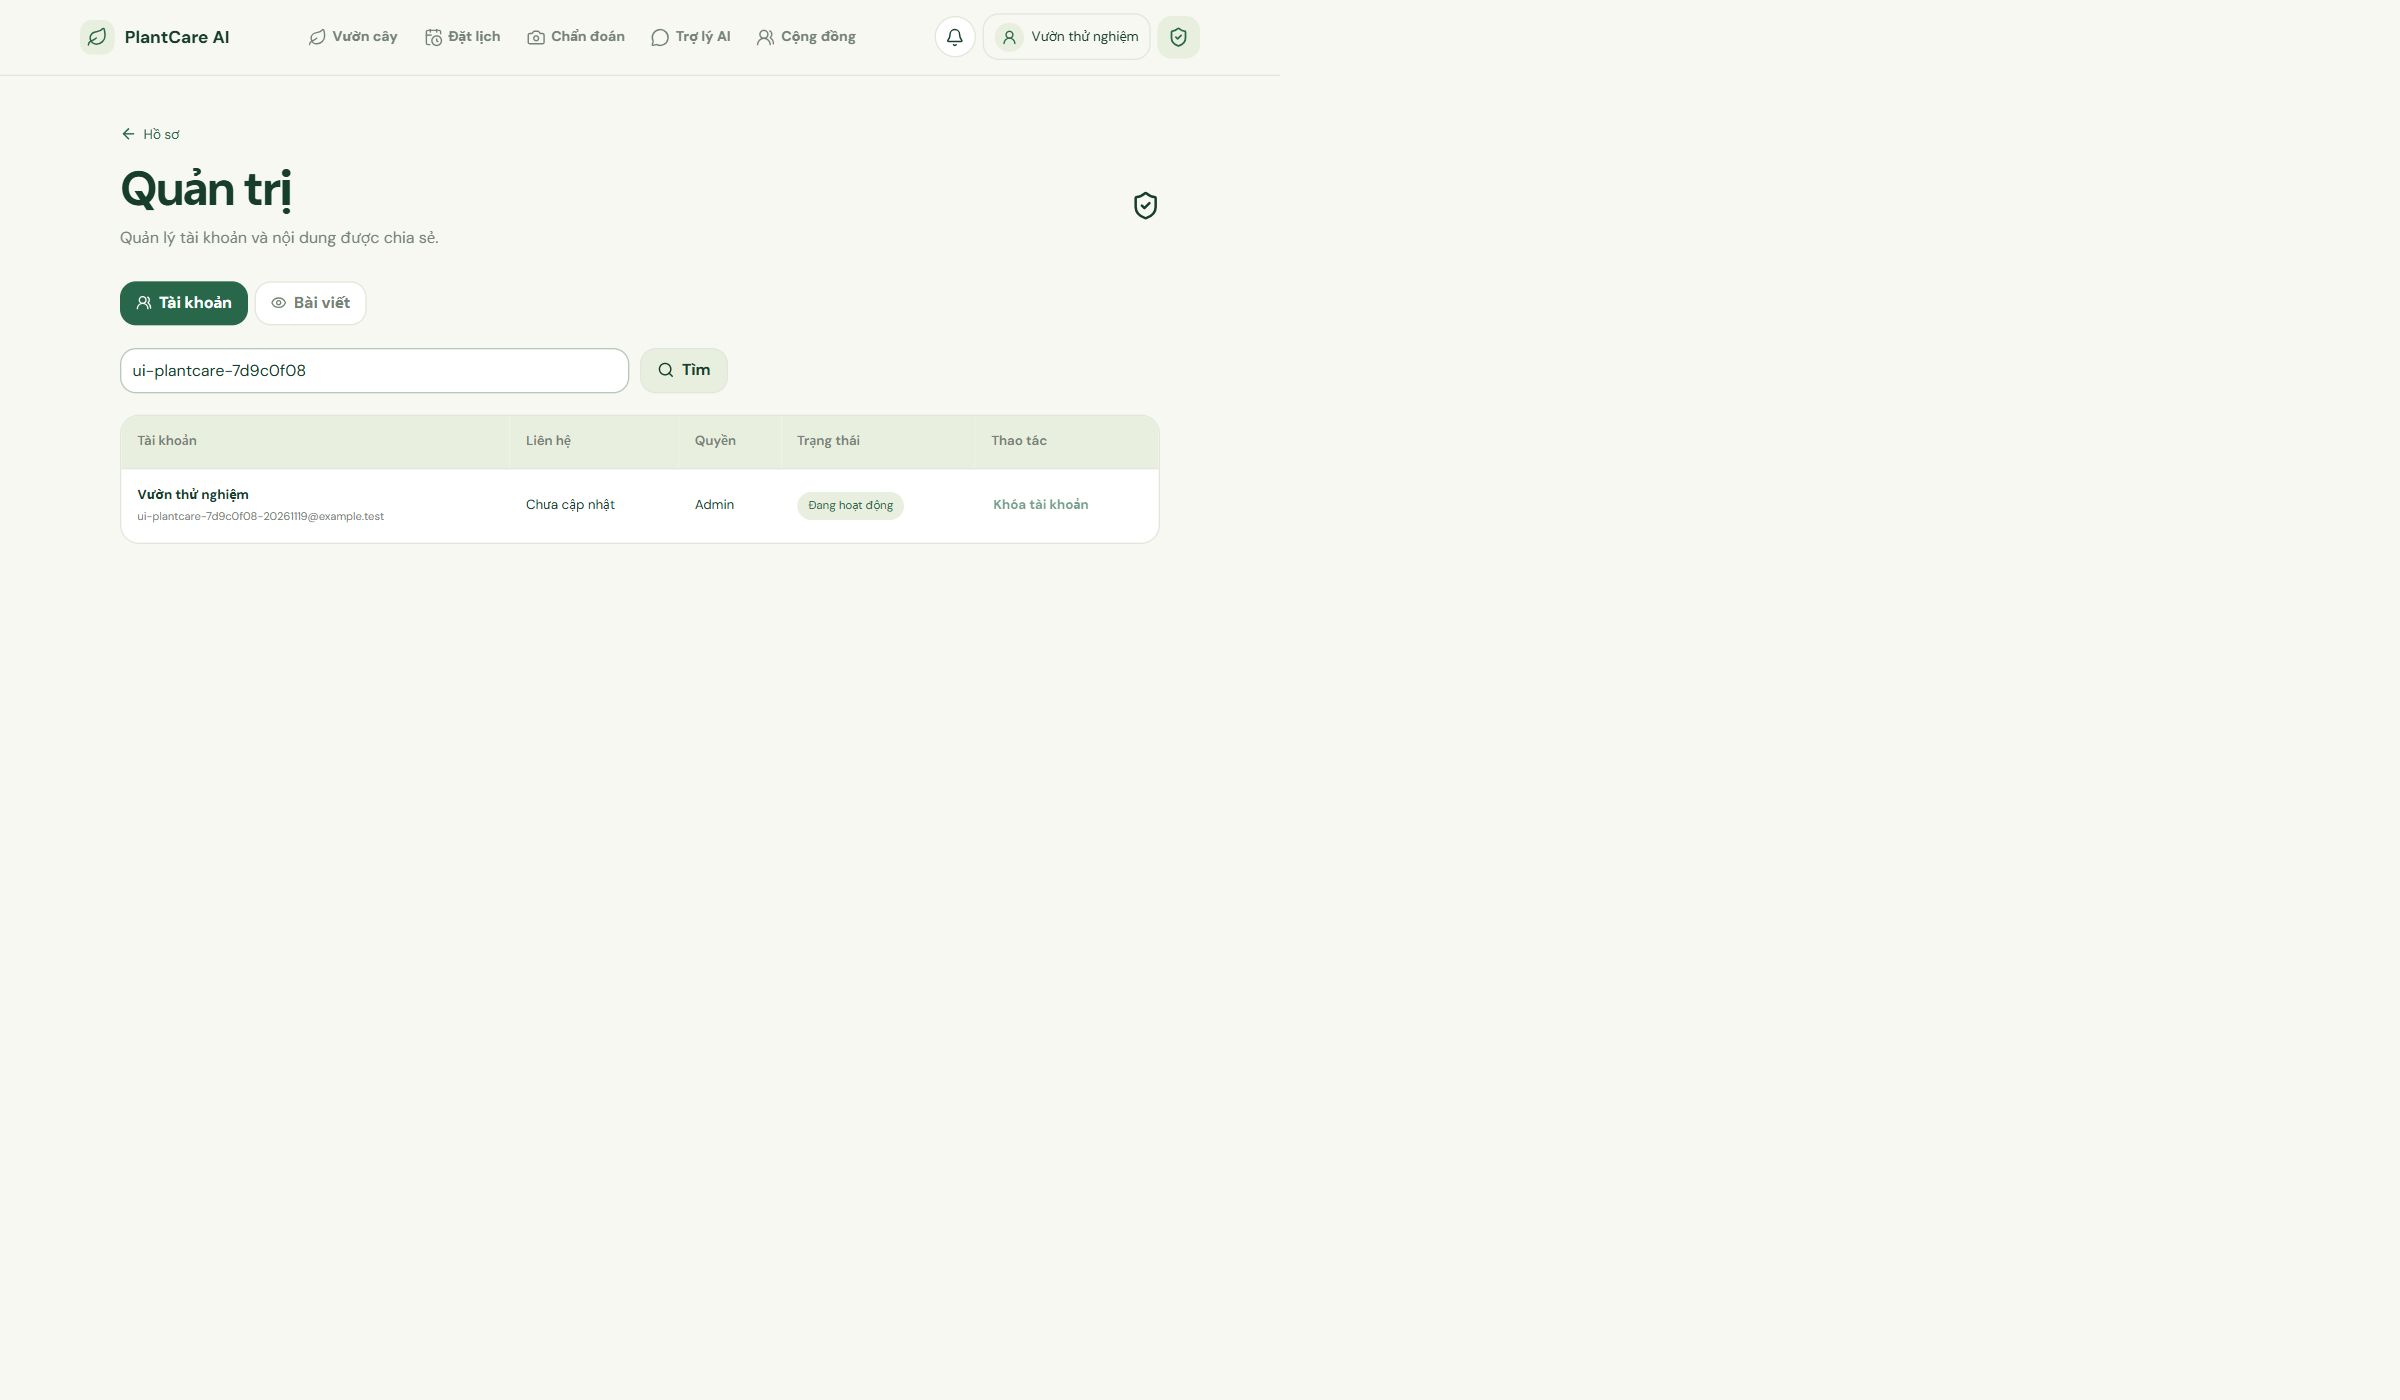 PlantCare AI
Vườn cây
Đặt lịch
Chẩn đoán
Trợ lý AI
Cộng đồng
Vườn thử nghiệm
Hồ sơ
Quản trị
Quản lý tài khoản và nội dung được chia sẻ.
Tài khoản
Bài viết
ui-plantcare-7d9c0f08
Tìm
Tài khoản
Liên hệ
Quyền
Trạng thái
Thao tác
Vườn thử nghiệm
ui-plantcare-7d9c0f08-20261119@example.test
Chưa cập nhật
Admin
Đang hoạt động
Khóa tài khoản